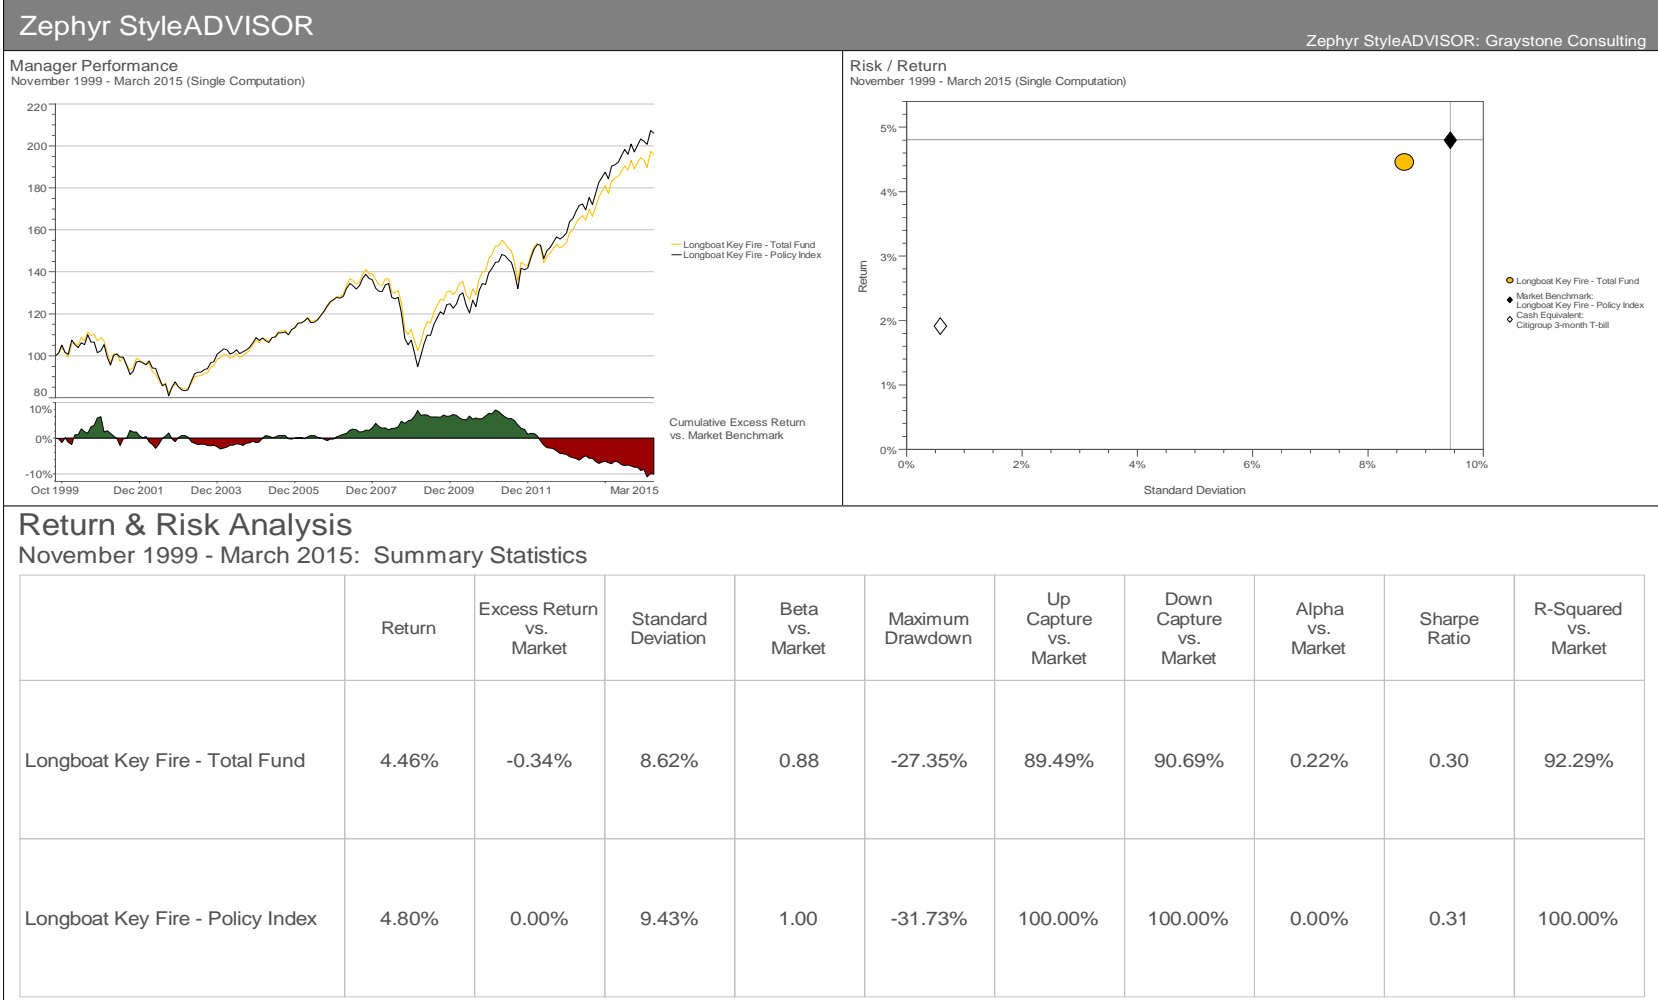 Zephyr StyleADVISOR
Zephyr StyleADVISOR: Graystone Consulting
Manager Performance
November 1999 - March 2015 (Single Computation)
220
200
180
160
140
120
100
80
Longboat Key Fire - Total Fund
Longboat Key Fire - Policy Index
10%
0%
-10%
Cumulative Excess Return
vs. Market Benchmark
Oct 1999 Dec 2001 Dec 2003 Dec 2005 Dec 2007 Dec 2009 Dec 2011 Mar 2015
Risk / Return
November 1999 - March 2015 (Single Computation)
Return
5%
4%
3%
2%
1%
0%
0% 2% 4% 6% 8% 10%
Standard Deviation
Longboat Key Fire - Total Fund
Market Benchmark:
Longboat Key Fire - Policy Index
Cash Equivalent:
Citigroup 3-month T-bill
Return & Risk Analysis
November 1999 - March 2015: Summary Statistics
Return
Excess Return
vs.
Market
Standard
Deviation
Beta
vs.
Market
Maximum
Drawdown
Up
Capture
vs.
Market
Down
Capture
vs.
Market
Alpha
vs.
Market
Sharpe
Ratio
R-Squared
vs.
Market
Longboat Key Fire - Total Fund 4.46% -0.34% 8.62% 0.88 -27.35% 89.49% 90.69% 0.22% 0.30 92.29%
Longboat Key Fire - Policy Index 4.80% 0.00% 9.43% 1.00 -31.73% 100.00% 100.00% 0.00% 0.31 100.00%